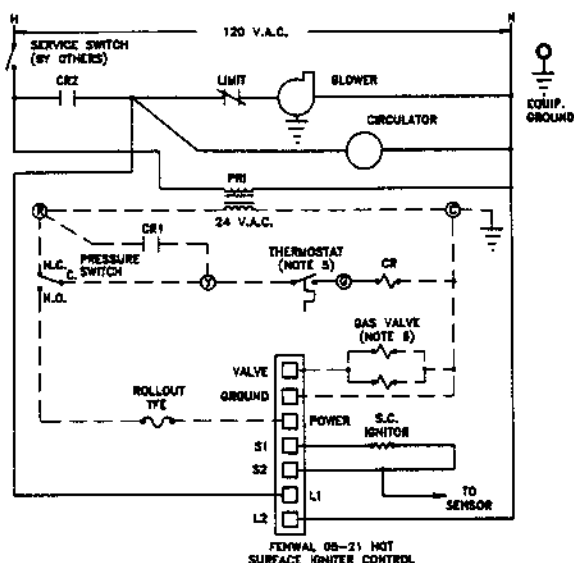 H
N
120 V.A.C.
SERVICE SWITCH
(BY OTHERS)
CR2
LIMIT
BLOWER
EQUIP.
GROUND
CIRCULATOR
PRI
R
24 V.A.C.
C
CR1
PRESSURE
SWITCH
N.C.
C.
N.O.
Y
THERMOSTAT
(NOTE 5)
G
CR
GAS VALVE
(NOTE 6)
VALVE
GROUND
ROLLOUT
TFE
POWER
S.C.
IGNITOR
S1
S2
TO
SENSOR
L1
L2
FENWAL 05-21 HOT
SURFACE IGNITER CONTROL